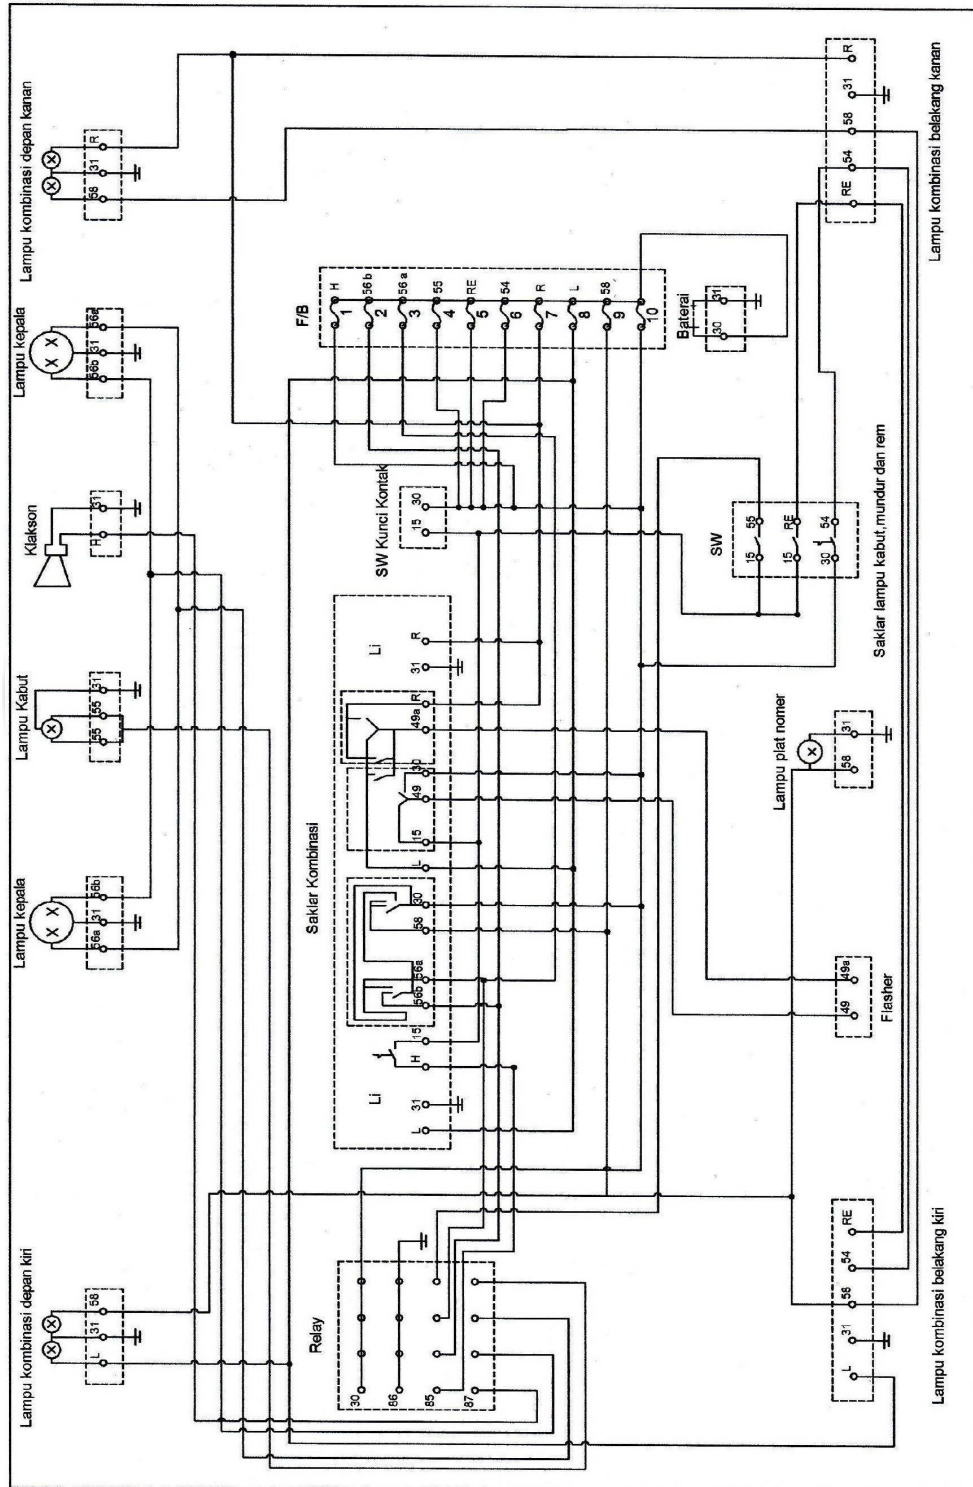 Lampu kombinasi depan kiri
L 31 58
Lampu kepala
56a 31 56b
Lampu Kabut
55 55 31
Klakson
H 31
Lampu kepala
56b 31 56a
Lampu kombinasi depan kanan
58 31 R
Relay
30
86
85
87
Saklar Kombinasi
Li
L 31 H 15 56b 56a 58 30 L 15 49 30 49a R 31 R
Li
SW Kunci Kontak
15 30
F/B
1 H
2 56 b
3 56 a
4 55
5 RE
6 54
7 R
8 L
9 58
10
Baterai
30 31
SW
15 55
15 RE
30 54
Saklar lampu kabut,mundur dan rem
Lampu plat nomer
58 31
49 49a
Flasher
L 31 58 54 RE
Lampu kombinasi belakang kiri
RE 54 58 31 R
Lampu kombinasi belakang kanan